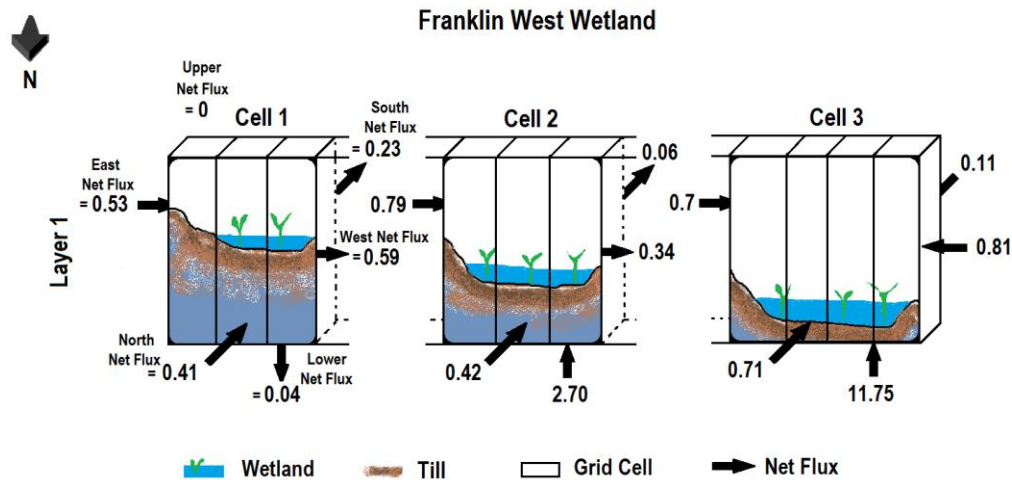 Franklin West Wetland
N
Upper
Net Flux
= 0
Cell 1
South
Net Flux
= 0.23
Cell 2
0.06
Cell 3
0.11
East
Net Flux
= 0.53
0.79
0.7
Layer 1
West Net Flux
= 0.59
0.34
0.81
North
Net Flux
= 0.41
Lower
Net Flux
= 0.04
0.42
2.70
0.71
11.75
Wetland
Till
Grid Cell
Net Flux